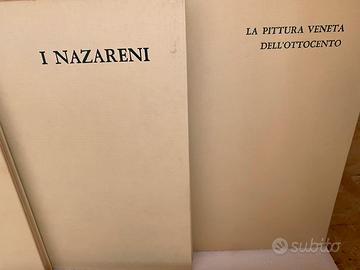 I NAZARENI
LA PITTURA VENETA
DELL'OTTOCENTO
subito